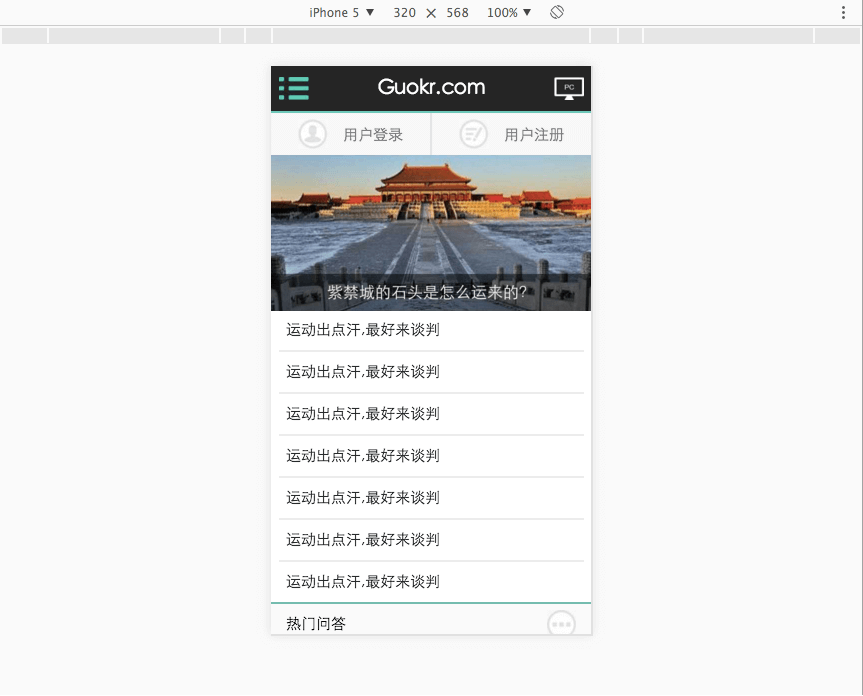 iPhone 5 ▼ 320 × 568 100% ▼
Guokr.com
PC
用户登录 用户注册
紫禁城的石头是怎么运来的?
运动出点汗,最好来谈判
运动出点汗,最好来谈判
运动出点汗,最好来谈判
运动出点汗,最好来谈判
运动出点汗,最好来谈判
运动出点汗,最好来谈判
运动出点汗,最好来谈判
热门问答